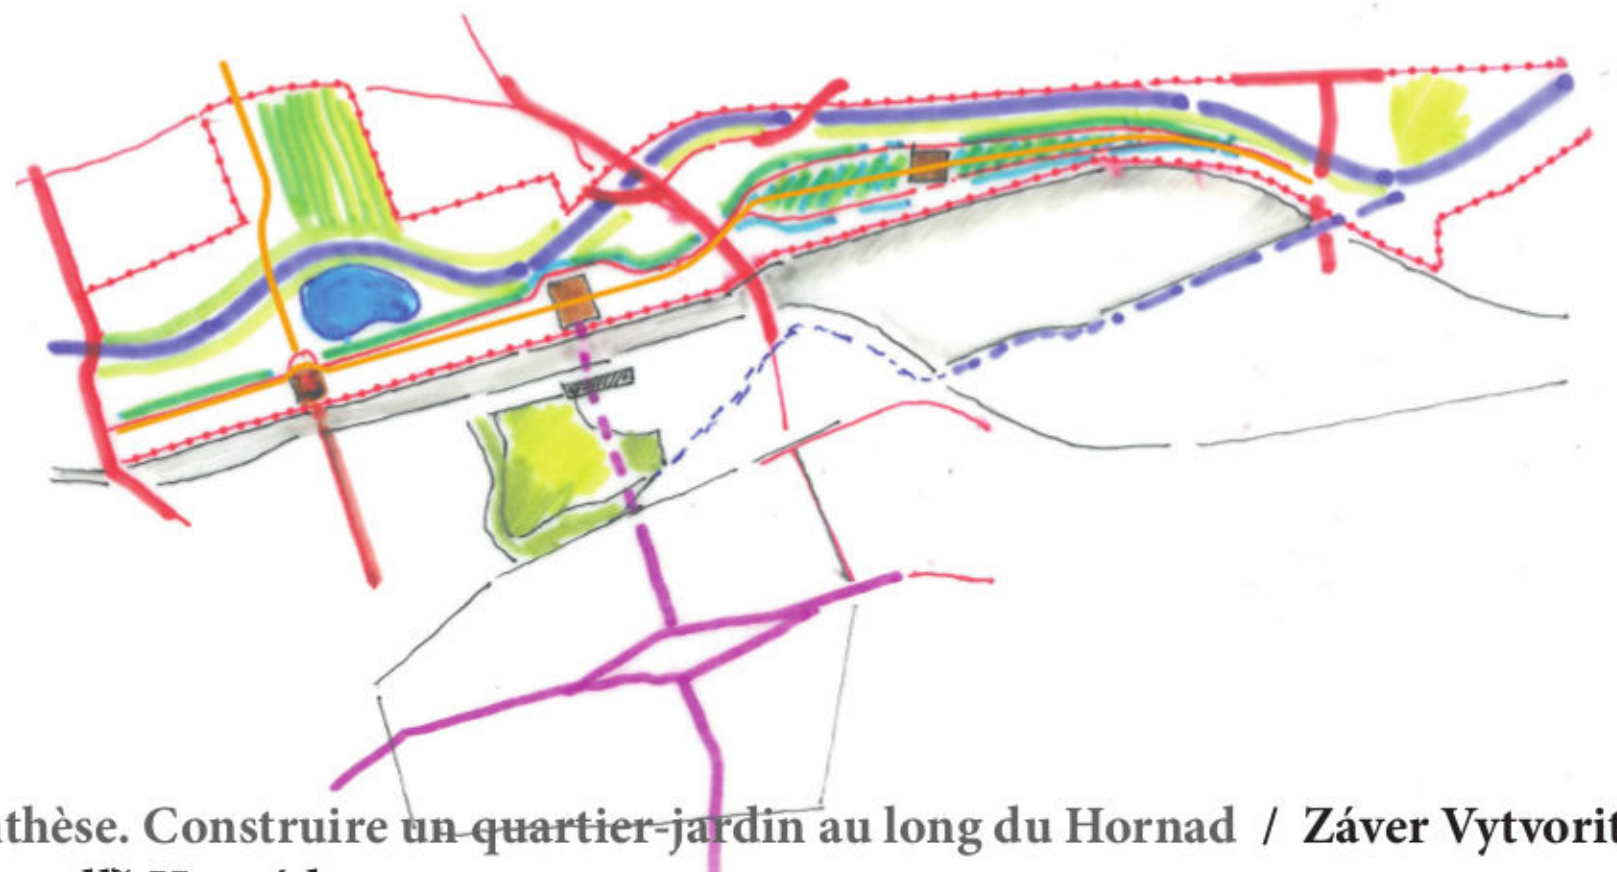 thèse. Construire un quartier-jardin au long du Hornad / Záver Vytvorit